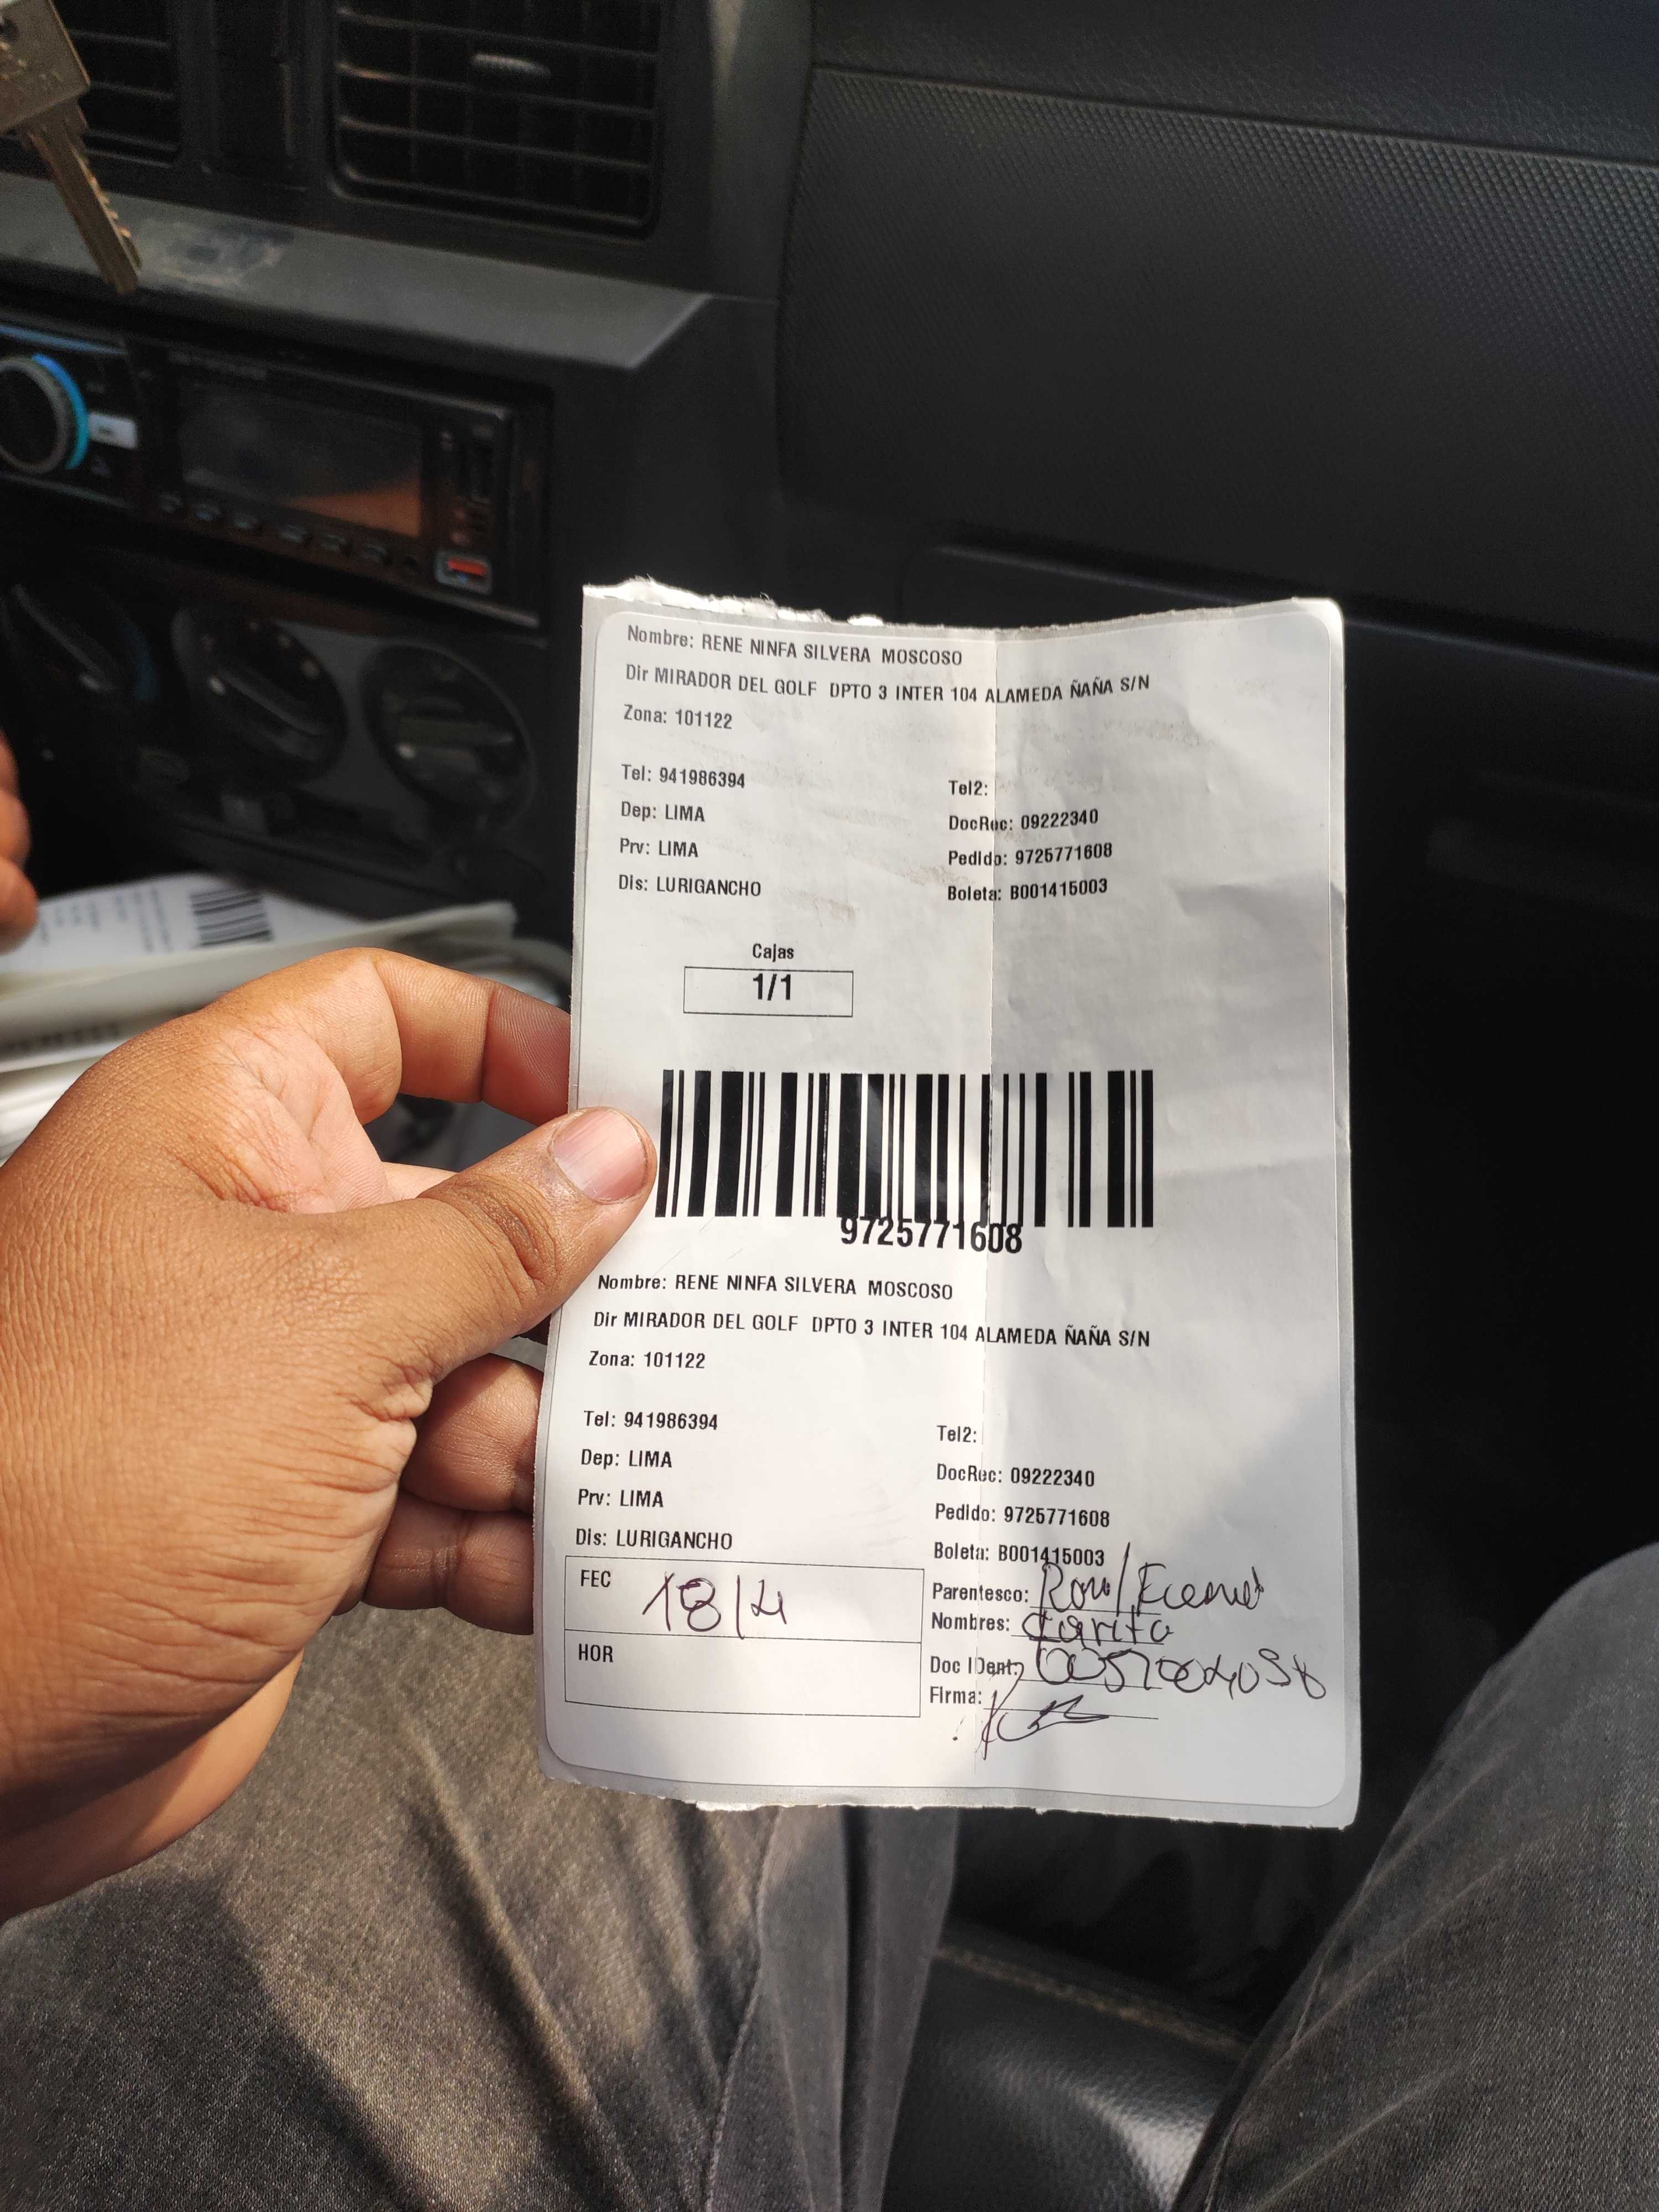 Nombre: RENE NINFA SILVERA MOSCOSO
Dir MIRADOR DEL GOLF DPTO 3 INTER 104 ALAMEDA ÑAÑA S/N
Zona: 101122
Tel: 941986394
Tel2:
Dep: LIMA
DocRec: 09222340
Prv: LIMA
Pedido: 9725771608
Dis: LURIGANCHO
Boleta: B001415003
Cajas
1/1
9725771608
Nombre: RENE NINFA SILVERA MOSCOSO
Dir MIRADOR DEL GOLF DPTO 3 INTER 104 ALAMEDA ÑAÑA S/N
Zona: 101122
Tel: 941986394
Tel2:
Dep: LIMA
DocRec: 09222340
Prv: LIMA
Pedido: 9725771608
Dis: LURIGANCHO
Boleta: B001415003
FEC 18/4
Parentesco:
Nombres:
HOR
Doc IDent:
Firma: